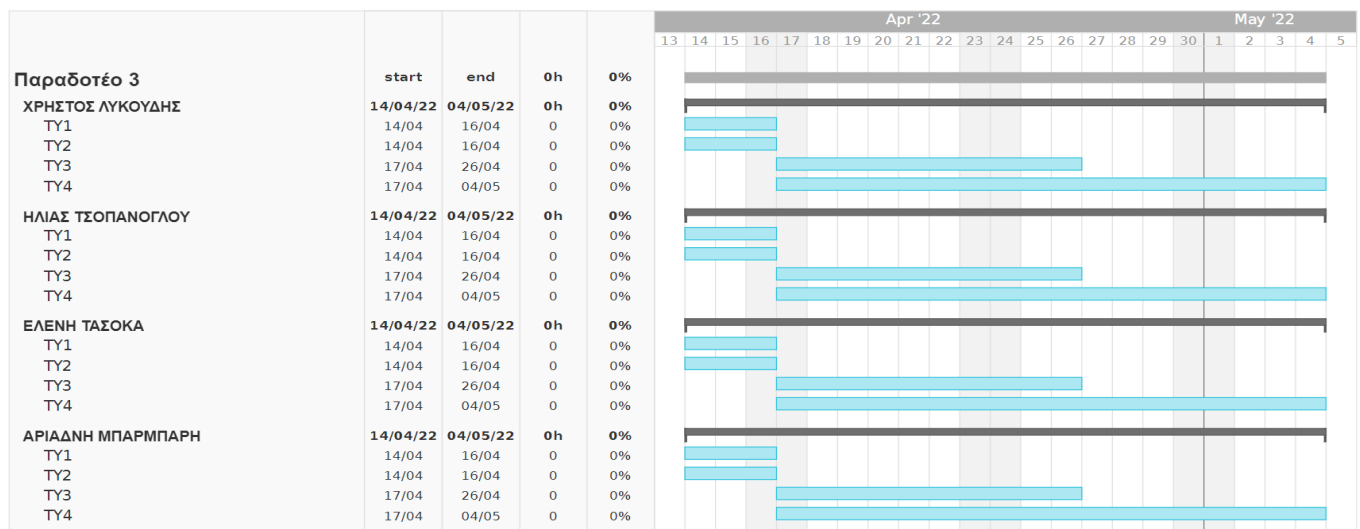 Apr '22 May '22
13 14 15 16 17 18 19 20 21 22 23 24 25 26 27 28 29 30 1 2 3 4 5
Παραδοτέο 3 start end 0h 0%
ΧΡΗΣΤΟΣ ΛΥΚΟΥΔΗΣ 14/04/22 04/05/22 0h 0%
ΤΥ1 14/04 16/04 0 0%
ΤΥ2 14/04 16/04 0 0%
ΤΥ3 17/04 26/04 0 0%
ΤΥ4 17/04 04/05 0 0%
ΗΛΙΑΣ ΤΣΟΠΑΝΟΓΛΟΥ 14/04/22 04/05/22 0h 0%
ΤΥ1 14/04 16/04 0 0%
ΤΥ2 14/04 16/04 0 0%
ΤΥ3 17/04 26/04 0 0%
ΤΥ4 17/04 04/05 0 0%
ΕΛΕΝΗ ΤΑΣΟΚΑ 14/04/22 04/05/22 0h 0%
ΤΥ1 14/04 16/04 0 0%
ΤΥ2 14/04 16/04 0 0%
ΤΥ3 17/04 26/04 0 0%
ΤΥ4 17/04 04/05 0 0%
ΑΡΙΑΔΝΗ ΜΠΑΡΜΠΑΡΗ 14/04/22 04/05/22 0h 0%
ΤΥ1 14/04 16/04 0 0%
ΤΥ2 14/04 16/04 0 0%
ΤΥ3 17/04 26/04 0 0%
ΤΥ4 17/04 04/05 0 0%